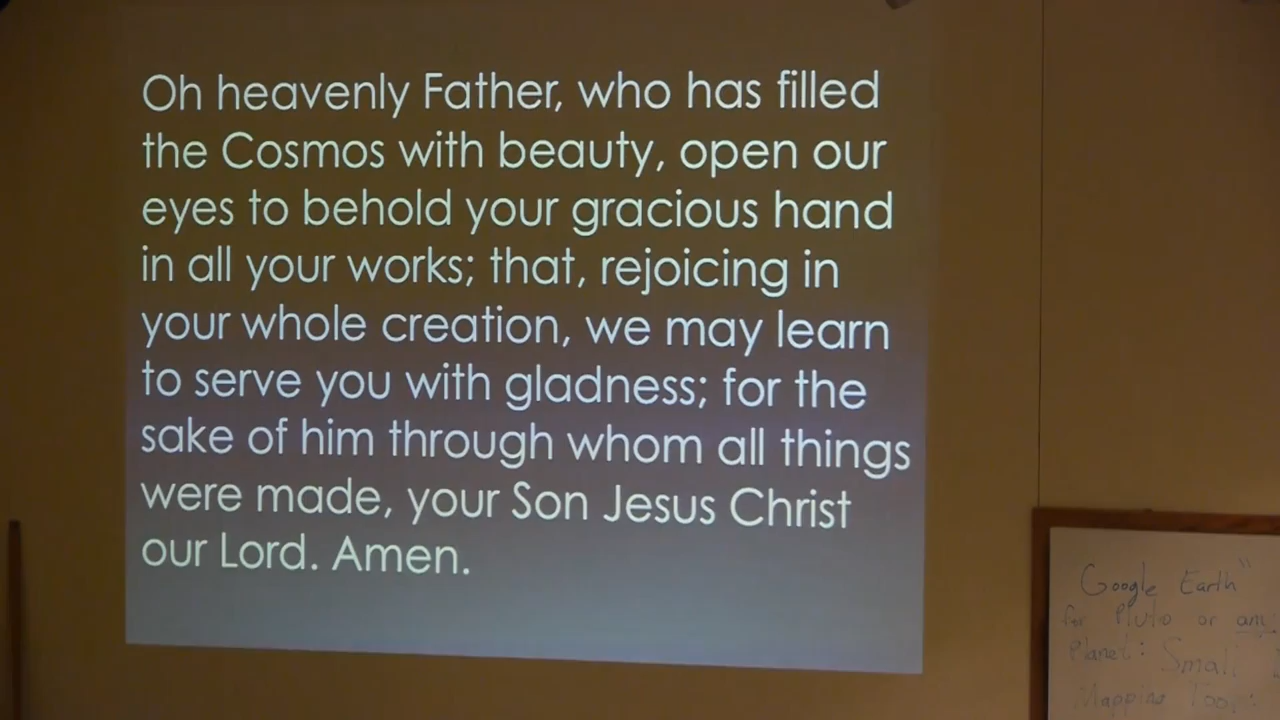 Oh heavenly Father, who has filled
the Cosmos with beauty, open our
eyes to behold your gracious hand
in all your works; that, rejoicing in
your whole creation, we may learn
to serve you with gladness; for the
sake of him through whom all things
were made, your Son Jesus Christ
our Lord. Amen.
Google Earth"
for Pluto or any
Planet: Small
Mapping